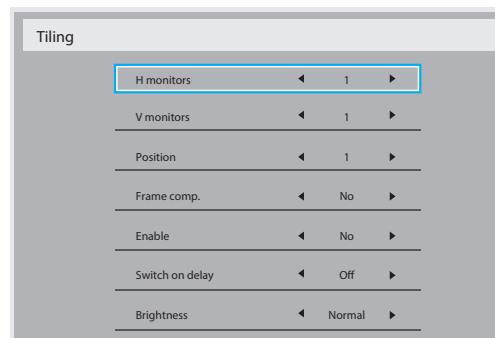 Tiling
H monitors 1
V monitors 1
Position 1
Frame comp. No
Enable No
Switch on delay Off
Brightness Normal